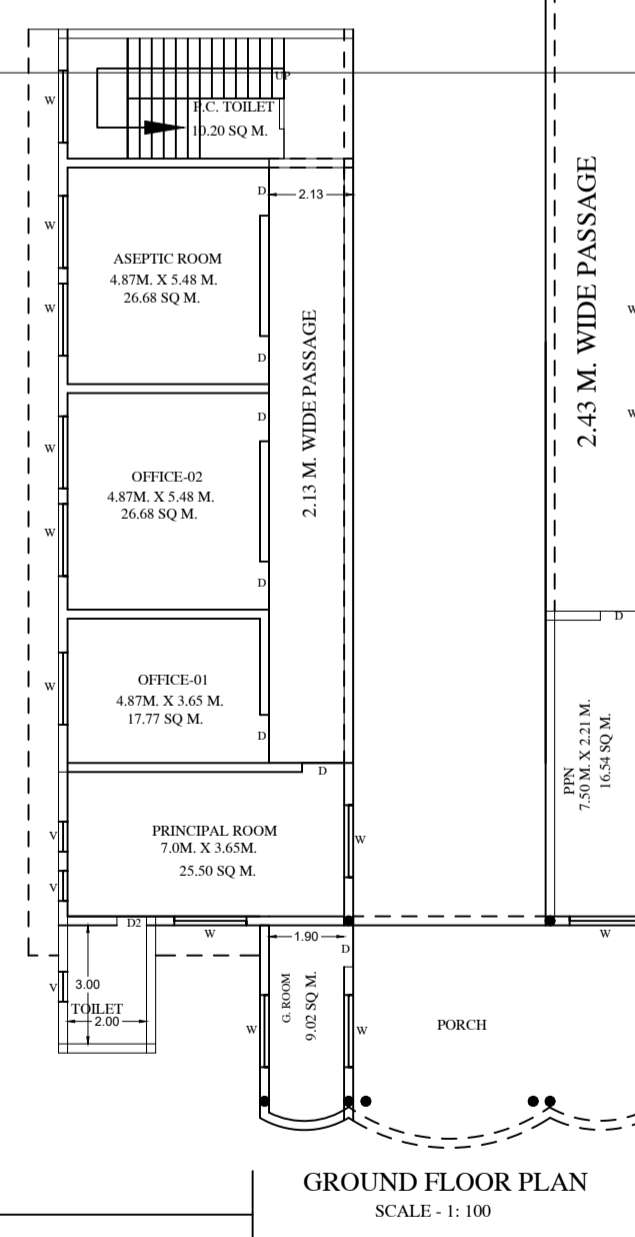 UP
W
P.C. TOILET
10.20 SQ M.
D
2.13
W
ASEPTIC ROOM
4.87M. X 5.48 M.
26.68 SQ M.
W
D
2.13 M. WIDE PASSAGE
2.43 M. WIDE PASSAGE
W
W
D
W
OFFICE-02
4.87M. X 5.48 M.
26.68 SQ M.
W
D
D
OFFICE-01
4.87M. X 3.65 M.
17.77 SQ M.
W
D
D
PPN
7.50 M. X 2.21 M.
16.54 SQ M.
PRINCIPAL ROOM
7.0M. X 3.65M.
25.50 SQ M.
V
V
W
D2
W
W
1.90
D
V
3.00
TOILET
2.00
G. ROOM
9.02 SQ M.
W
W
PORCH
GROUND FLOOR PLAN
SCALE - 1: 100